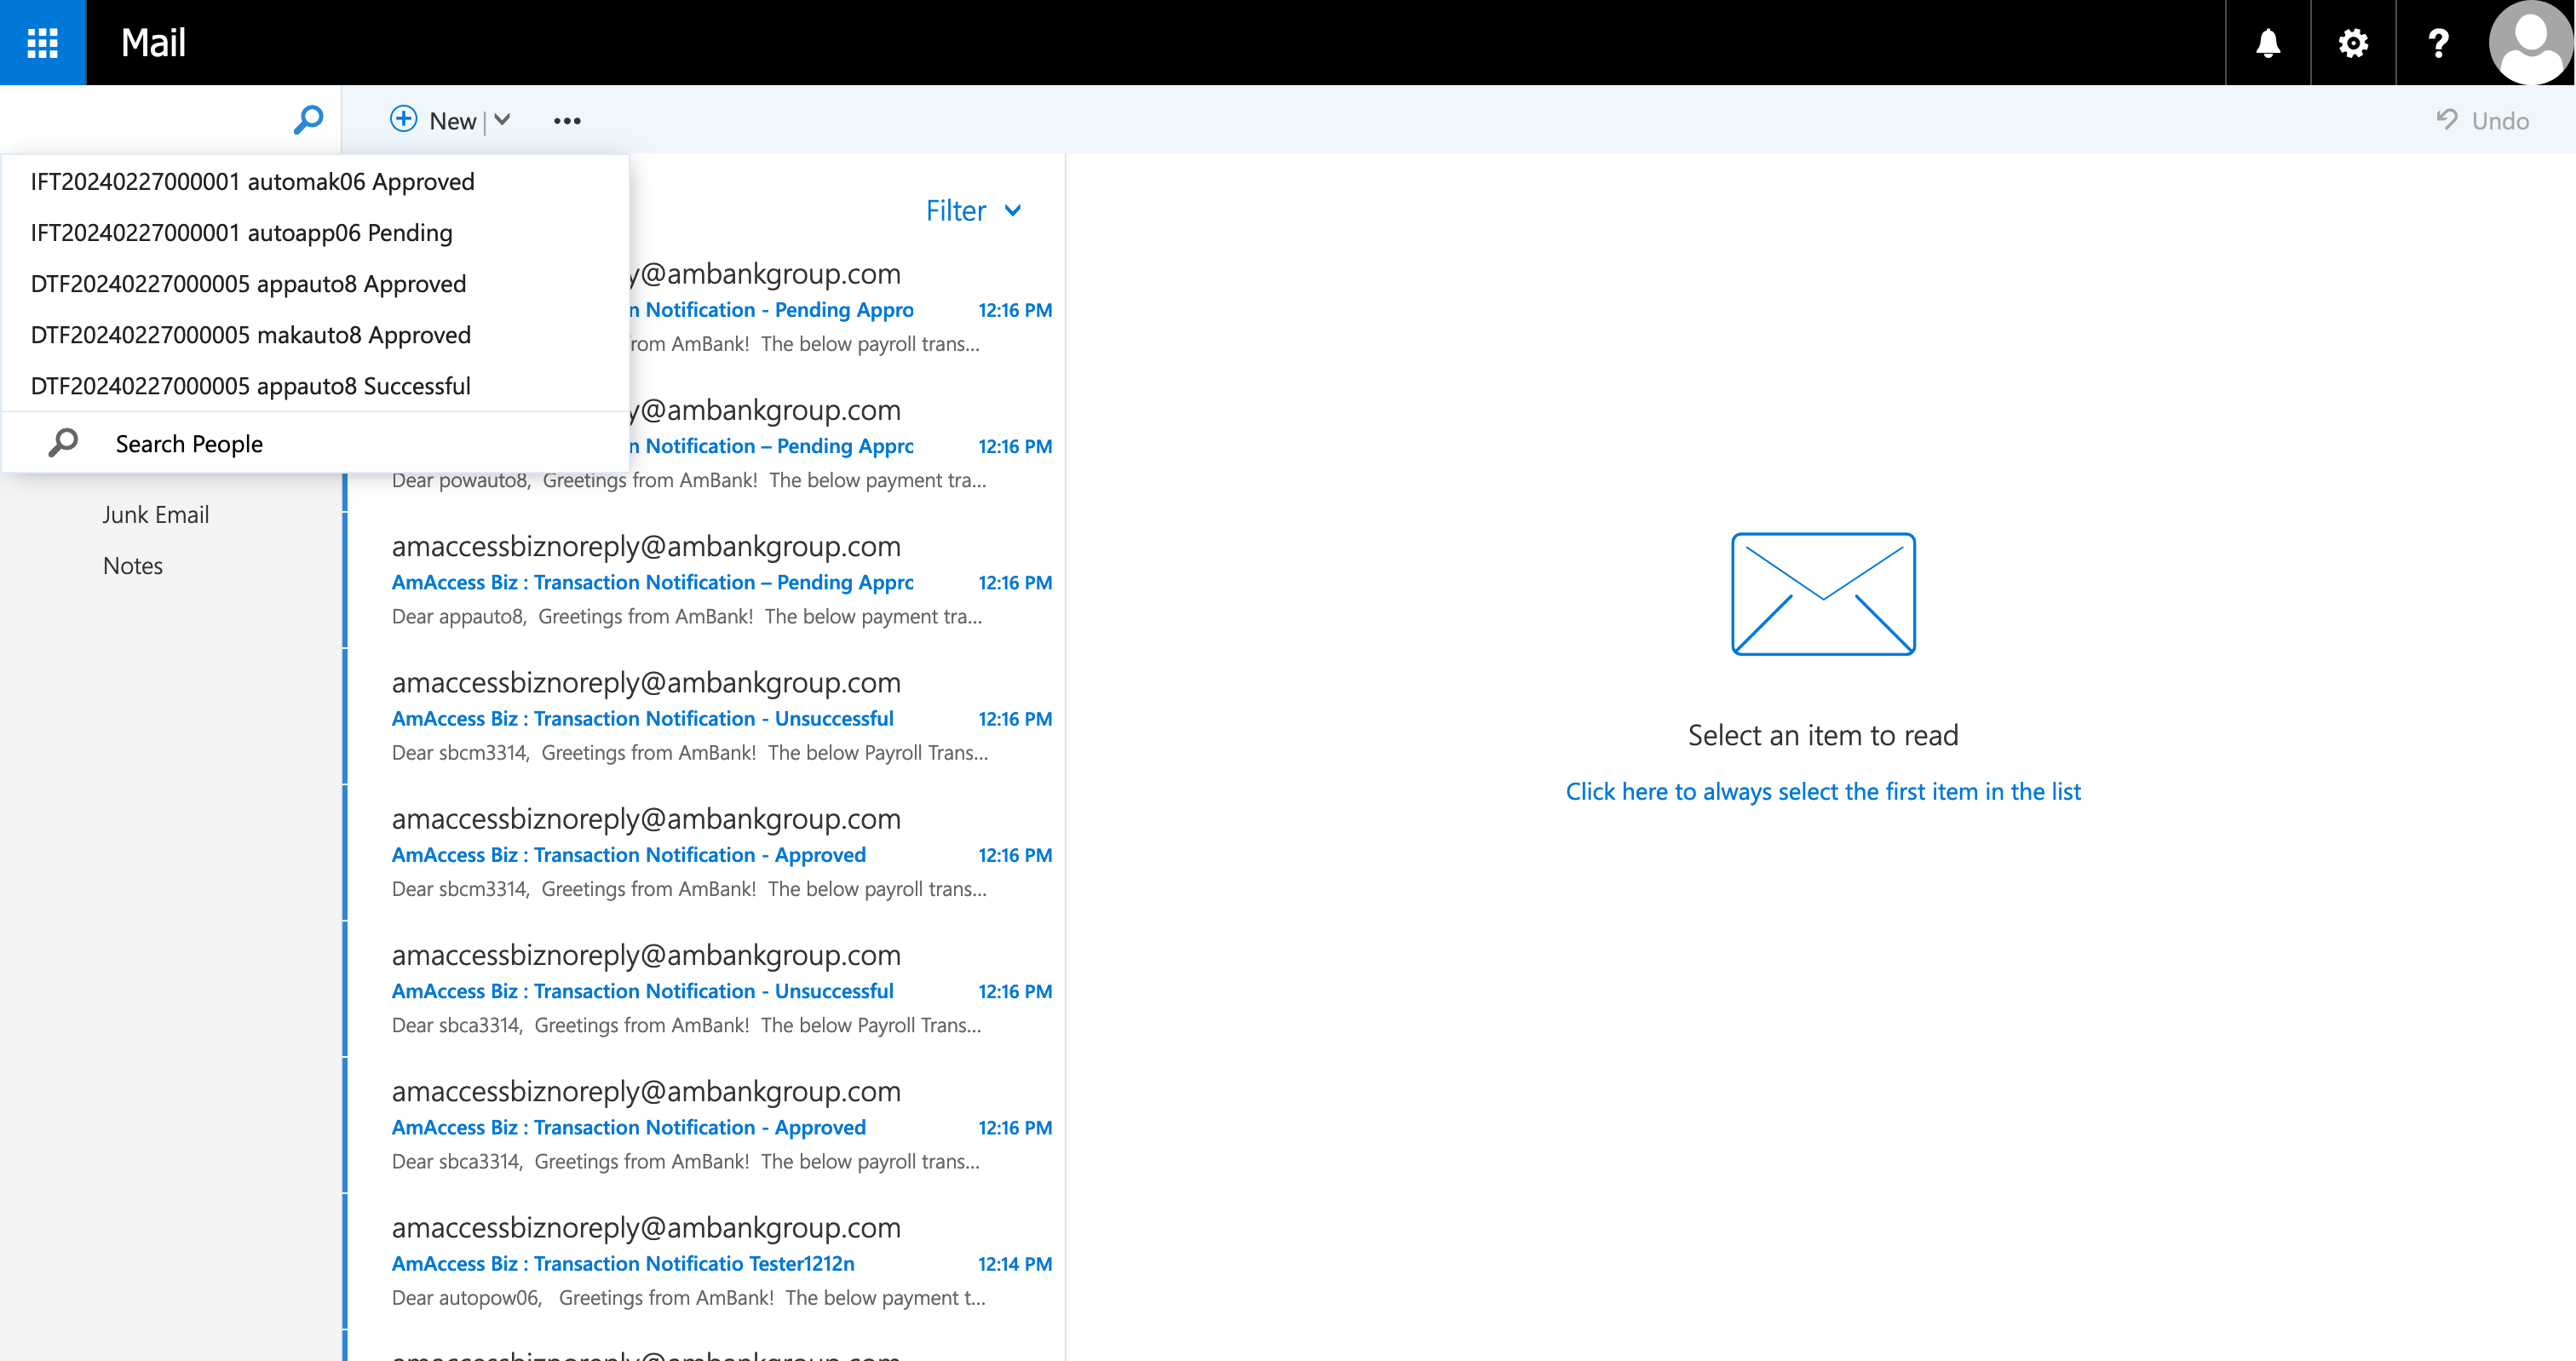 Mail
New
Undo
IFT20240227000001 automak06 Approved
IFT20240227000001 autoapp06 Pending
DTF20240227000005 appauto8 Approved
DTF20240227000005 makauto8 Approved
DTF20240227000005 appauto8 Successful
Search People
Junk Email
Notes
Filter
y@ambankgroup.com
n Notification - Pending Appro 12:16 PM
rom AmBank! The below payroll trans...
y@ambankgroup.com
n Notification – Pending Appro 12:16 PM
Dear powauto8, Greetings from AmBank! The below payment tra...
amaccessbiznoreply@ambankgroup.com
AmAccess Biz : Transaction Notification – Pending Appro 12:16 PM
Dear appauto8, Greetings from AmBank! The below payment tra...
amaccessbiznoreply@ambankgroup.com
AmAccess Biz : Transaction Notification - Unsuccessful 12:16 PM
Dear sbcm3314, Greetings from AmBank! The below Payroll Trans...
amaccessbiznoreply@ambankgroup.com
AmAccess Biz : Transaction Notification - Approved 12:16 PM
Dear sbcm3314, Greetings from AmBank! The below payroll trans...
amaccessbiznoreply@ambankgroup.com
AmAccess Biz : Transaction Notification - Unsuccessful 12:16 PM
Dear sbca3314, Greetings from AmBank! The below Payroll Trans...
amaccessbiznoreply@ambankgroup.com
AmAccess Biz : Transaction Notification - Approved 12:16 PM
Dear sbca3314, Greetings from AmBank! The below payroll trans...
amaccessbiznoreply@ambankgroup.com
AmAccess Biz : Transaction Notificatio Tester1212n 12:14 PM
Dear autopow06, Greetings from AmBank! The below payment t...
Select an item to read
Click here to always select the first item in the list